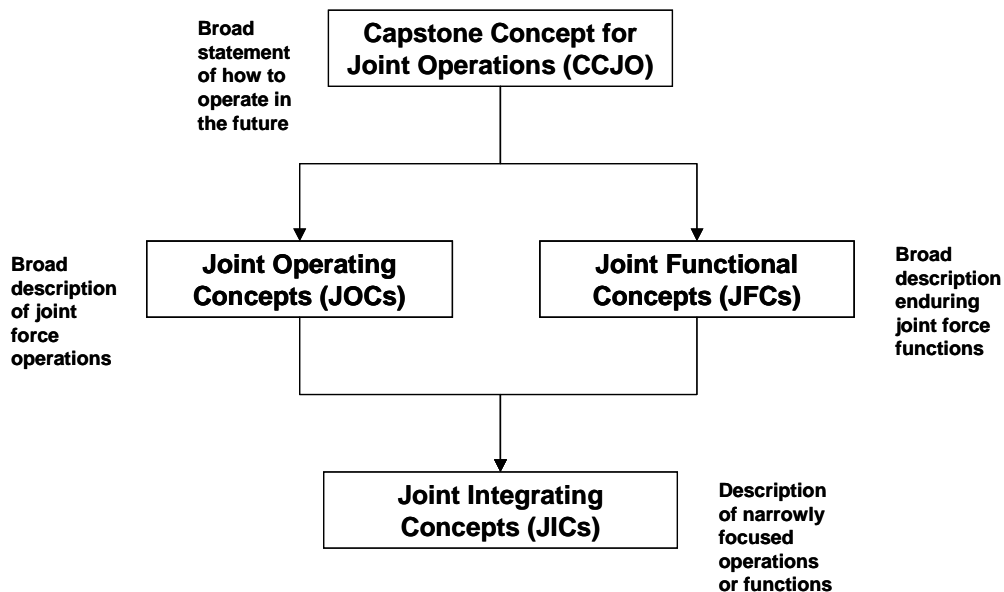 Broad
statement
of how to
operate in
the future
Capstone Concept for
Joint Operations (CCJO)
Broad
description
of joint
force
operations
Joint Operating
Concepts (JOCs)
Joint Functional
Concepts (JFCs)
Broad
description
enduring
joint force
functions
Joint Integrating
Concepts (JICs)
Description
of narrowly
focused
operations
or functions